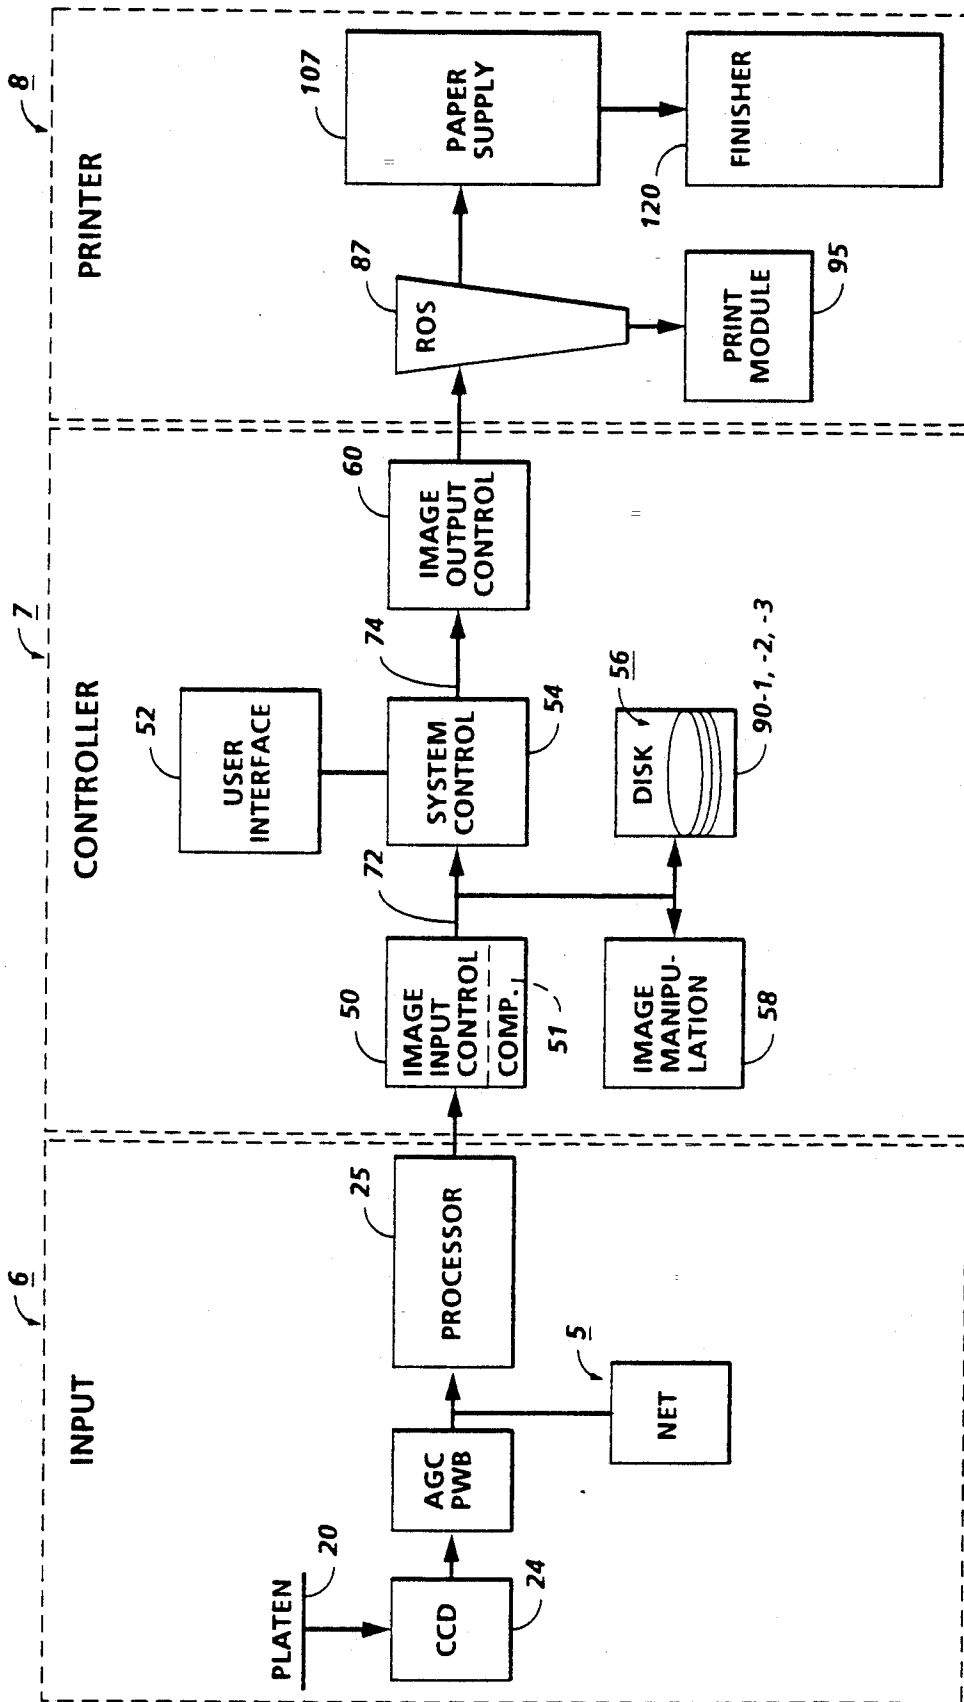 6
INPUT
PLATEN
20
CCD
24
AGC
PWB
NET
5
PROCESSOR
25
7
CONTROLLER
50
IMAGE
INPUT
CONTROL
COMP.
51
72
USER
INTERFACE
52
SYSTEM
CONTROL
54
74
IMAGE
MANIPU-
LATION
58
DISK
56
90-1, -2, -3
IMAGE
OUTPUT
CONTROL
60
8
PRINTER
ROS
87
PRINT
MODULE
95
PAPER
SUPPLY
107
FINISHER
120